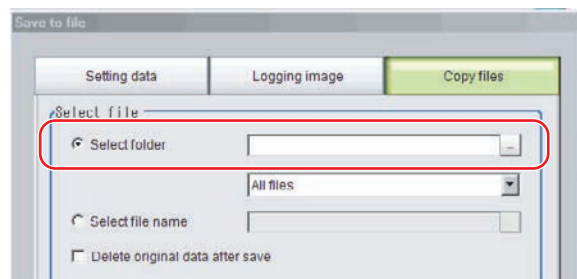 Save to file
Setting data
Logging image
Copy files
Select file
Select folder
...
All files
Select file name
Delete original data after save